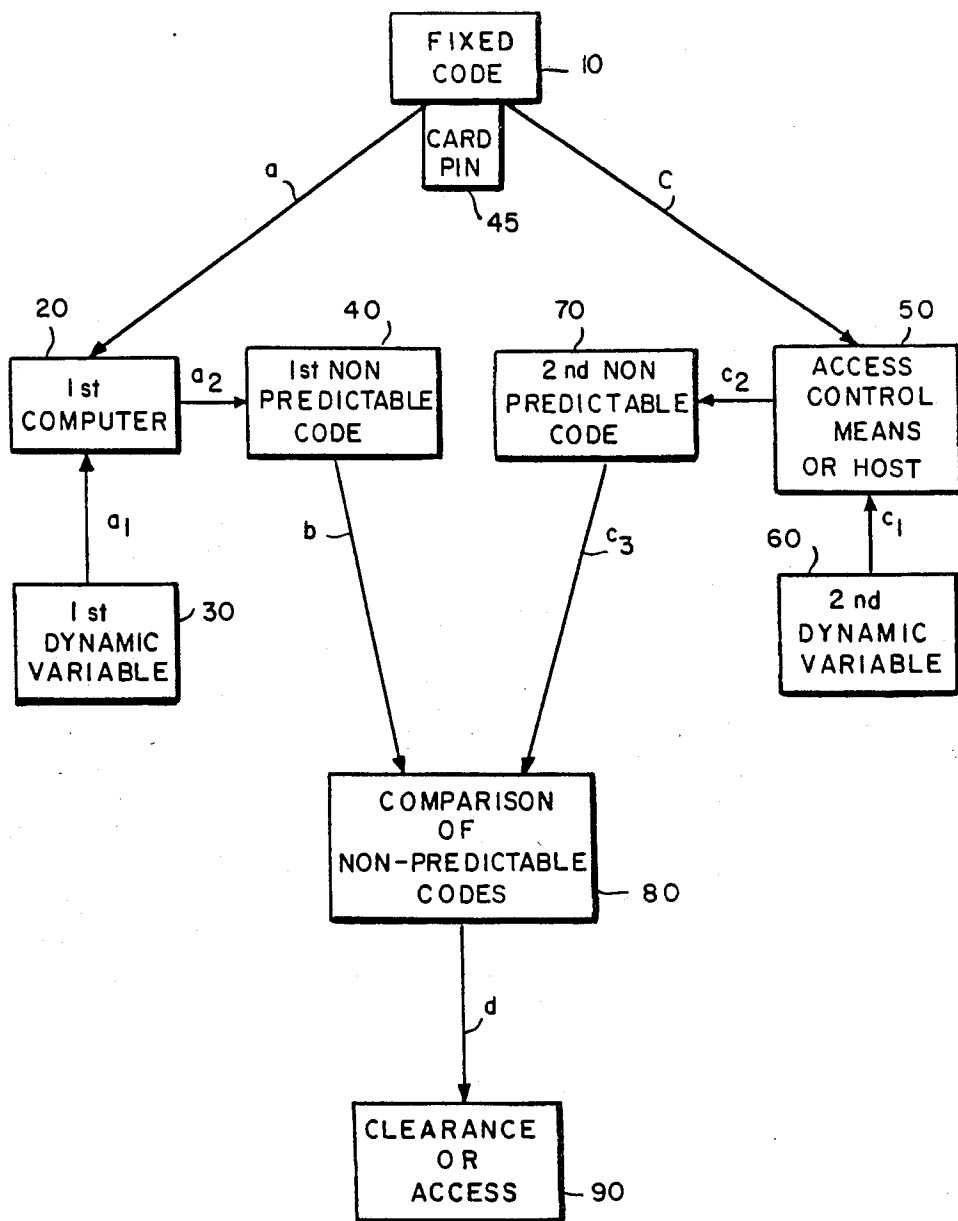 FIXED
CODE
10
CARD
PIN
45
a
C
20
40
70
50
1st
COMPUTER
a2
1st NON
PREDICTABLE
CODE
2nd NON
PREDICTABLE
CODE
c2
ACCESS
CONTROL
MEANS
OR HOST
a1
b
c3
c1
60
1st
DYNAMIC
VARIABLE
30
2nd
DYNAMIC
VARIABLE
COMPARISON
OF
NON-PREDICTABLE
CODES
80
d
CLEARANCE
OR
ACCESS
90